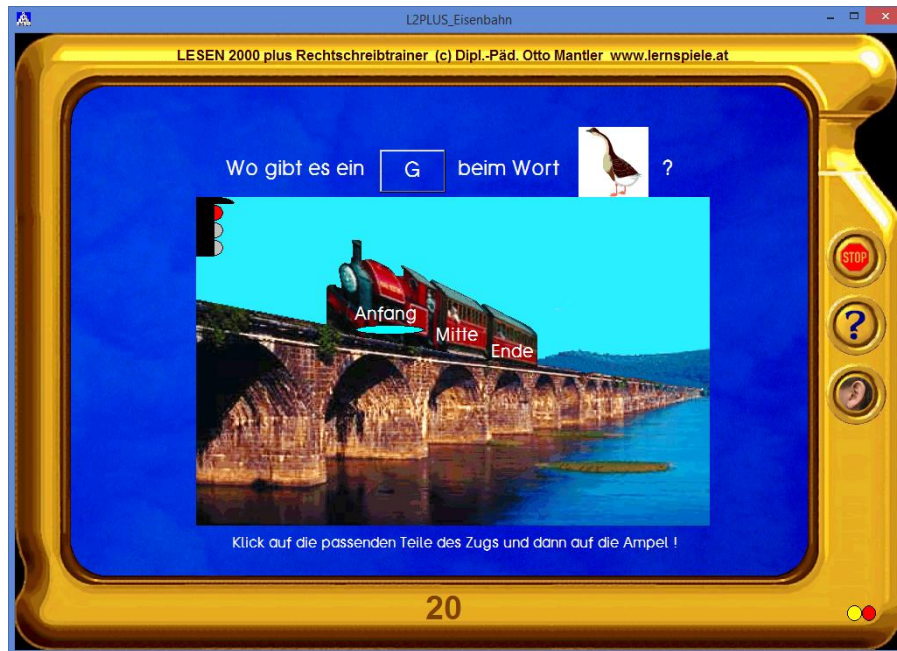 L2PLUS_Eisenbahn
LESEN 2000 plus Rechtschreibtrainer (c) Dipl.-Päd. Otto Mantler www.lernspiele.at
Wo gibt es ein G beim Wort ?
Anfang
Mitte
Ende
STOP
?
Klick auf die passenden Teile des Zugs und dann auf die Ampel !
20